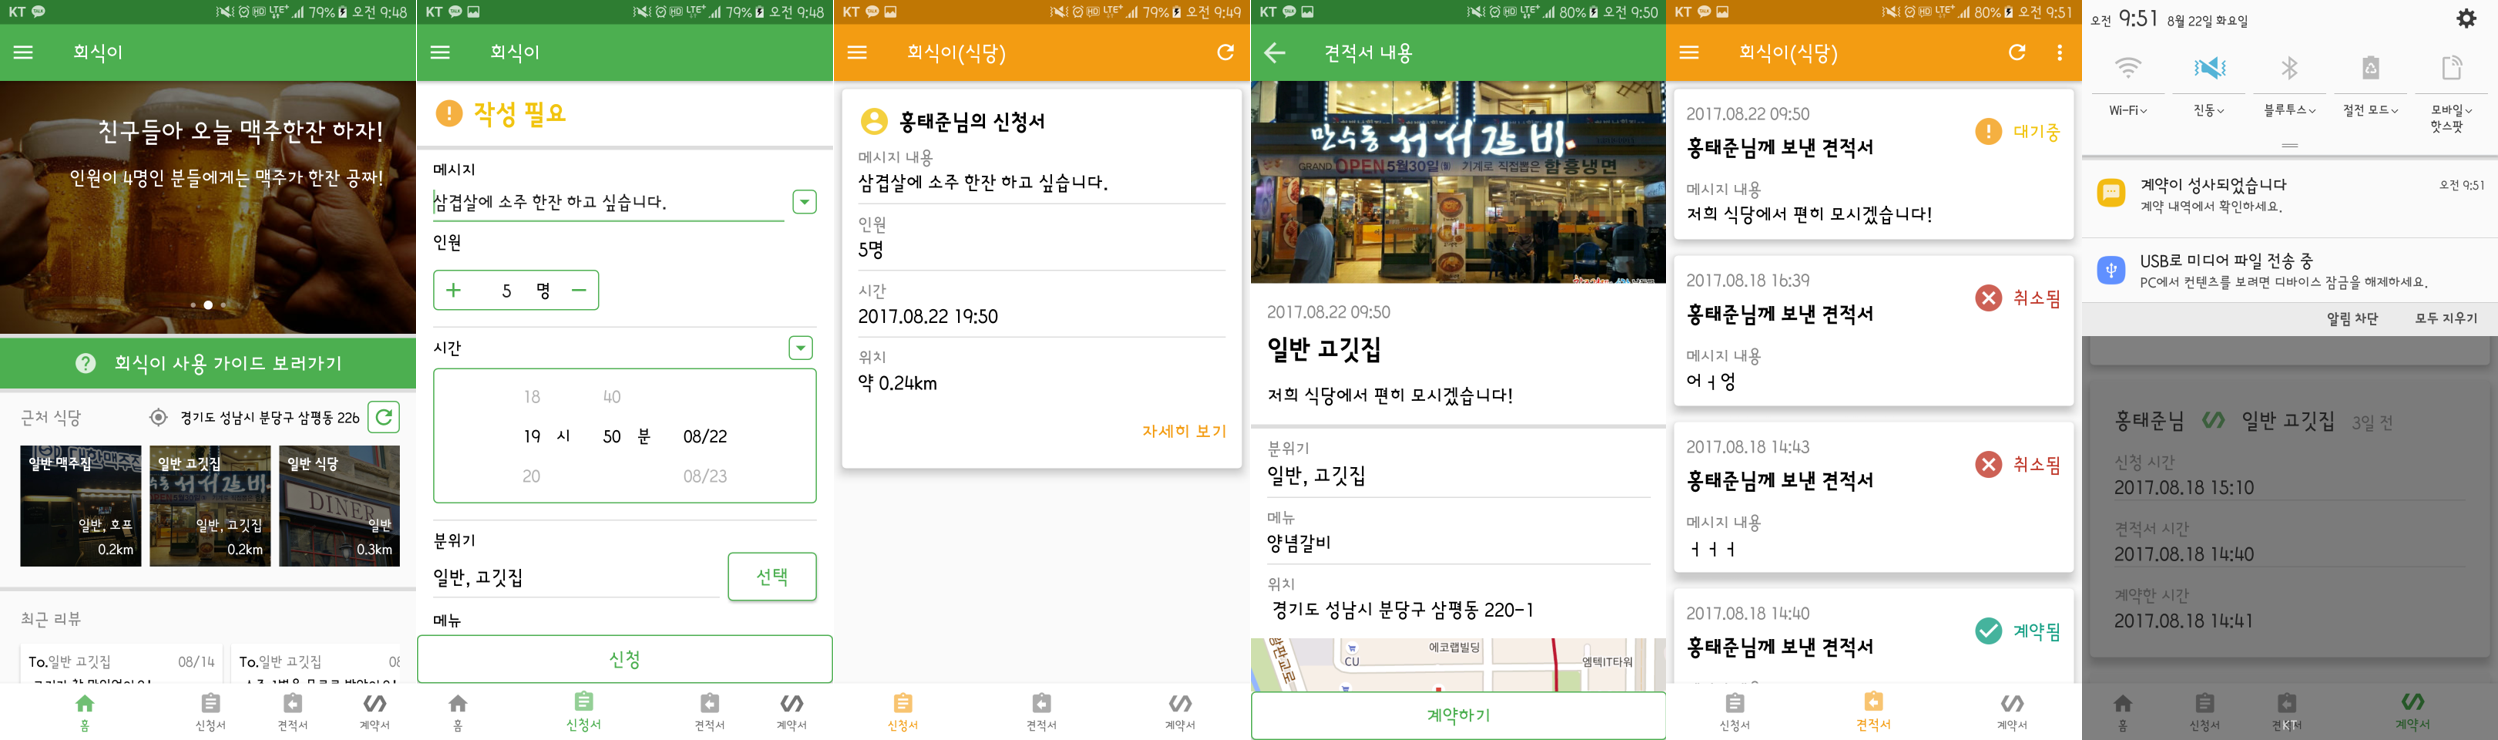 KT 79% 오전 9:48
회식이
친구들아 오늘 맥주한잔 하자!
인원이 4명인 분들에게는 맥주가 한잔 공짜!
회식이 사용 가이드 보러가기
근처 식당 경기도 성남시 분당구 삼평동 226
일반 맥주집
일반, 호프
0.2km
일반 고깃집
일반, 고깃집
0.2km
일반 식당
DINER
일반
0.3km
최근 리뷰
To.일반 고깃집 08/14
To.일반 고깃집
홈 신청서 견적서 계약서
KT 79% 오전 9:48
회식이
작성 필요
메시지
삼겹살에 소주 한잔 하고 싶습니다.
인원
+ 5 명 −
시간
18 40
19 시 50 분 08/22
20 08/23
분위기
일반, 고깃집 선택
메뉴
신청
홈 신청서 견적서 계약서
KT 79% 오전 9:49
회식이(식당)
홍태준님의 신청서
메시지 내용
삼겹살에 소주 한잔 하고 싶습니다.
인원
5명
시간
2017.08.22 19:50
위치
약 0.24km
자세히 보기
신청서 견적서 계약서
KT HD LTE+ 80% 오전 9:50
견적서 내용
만수동 서서갈비
GRAND OPEN 5월30일 기계로 직접뽑은 함흥냉면
2017.08.22 09:50
일반 고깃집
저희 식당에서 편히 모시겠습니다!
분위기
일반, 고깃집
메뉴
양념갈비
위치
경기도 성남시 분당구 삼평동 220-1
에코랩빌딩
CU
엠텍IT타워
계약하기
KT HD LTE+ 80% 오전 9:51
회식이(식당)
2017.08.22 09:50
홍태준님께 보낸 견적서
대기중
메시지 내용
저희 식당에서 편히 모시겠습니다!
2017.08.18 16:39
홍태준님께 보낸 견적서
취소됨
메시지 내용
어ㅓ엉
2017.08.18 14:43
홍태준님께 보낸 견적서
취소됨
메시지 내용
ㅓㅓㅓ
2017.08.18 14:40
홍태준님께 보낸 견적서
계약됨
신청서 견적서 계약서
오전 9:51 8월 22일 화요일
Wi-Fi 진동 블루투스 절전 모드 모바일
핫스팟
계약이 성사되었습니다 오전 9:51
계약 내역에서 확인하세요.
USB로 미디어 파일 전송 중
PC에서 컨텐츠를 보려면 디바이스 잠금을 해제하세요.
알림 차단 모두 지우기
홍태준님 일반 고깃집 3일 전
신청 시간
2017.08.18 15:10
견적서 시간
2017.08.18 14:40
계약한 시간
2017.08.18 14:41
홈 신청서 견적서 계약서
KT